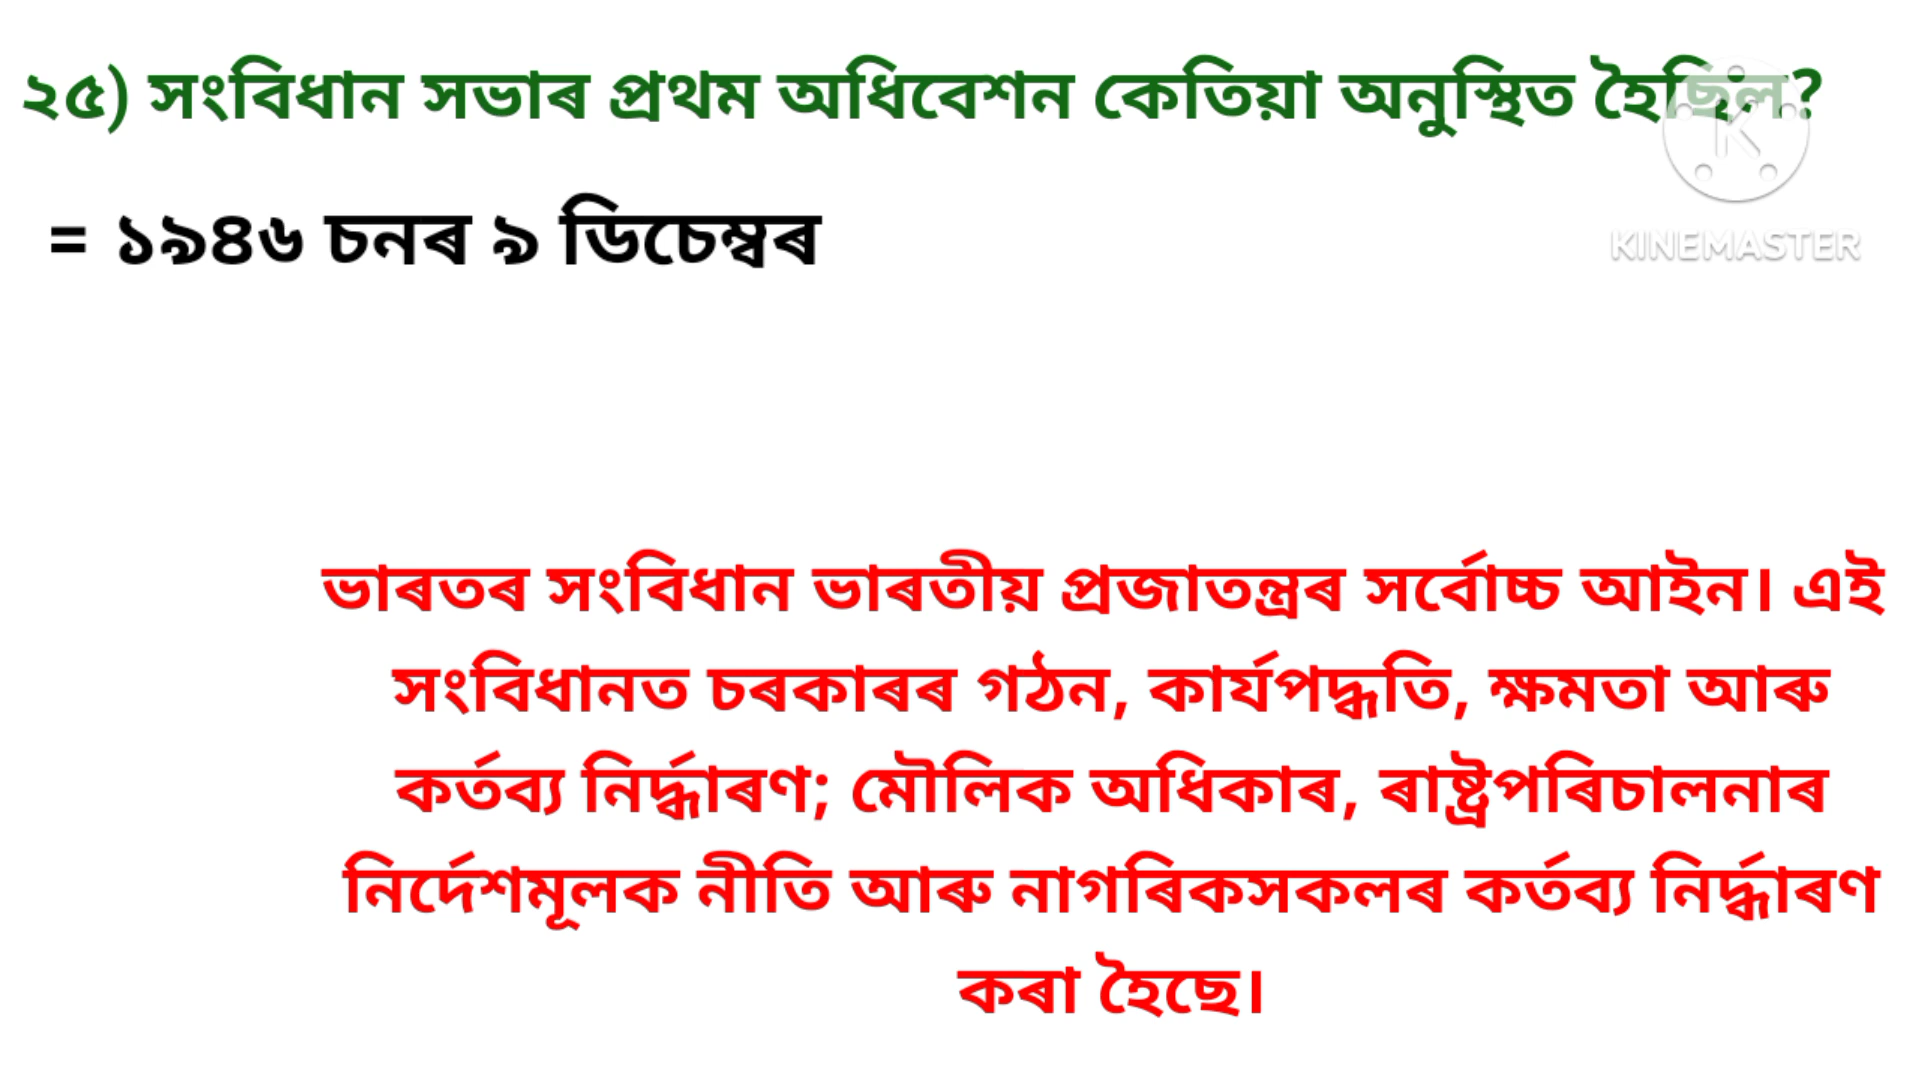 ২৫) সংবিধান সভাৰ প্ৰথম অধিবেশন কেতিয়া অনুস্থিত হৈছিল?
= ১৯৪৬ চনৰ ৯ ডিচেম্বৰ
KINEMASTER
ভাৰতৰ সংবিধান ভাৰতীয় প্ৰজাতন্ত্ৰৰ সৰ্বোচ্চ আইন। এই
সংবিধানত চৰকাৰৰ গঠন, কাৰ্যপদ্ধতি, ক্ষমতা আৰু
কৰ্তব্য নিৰ্দ্ধাৰণ; মৌলিক অধিকাৰ, ৰাষ্ট্ৰপৰিচালনাৰ
নিৰ্দেশমূলক নীতি আৰু নাগৰিকসকলৰ কৰ্তব্য নিৰ্দ্ধাৰণ
কৰা হৈছে।